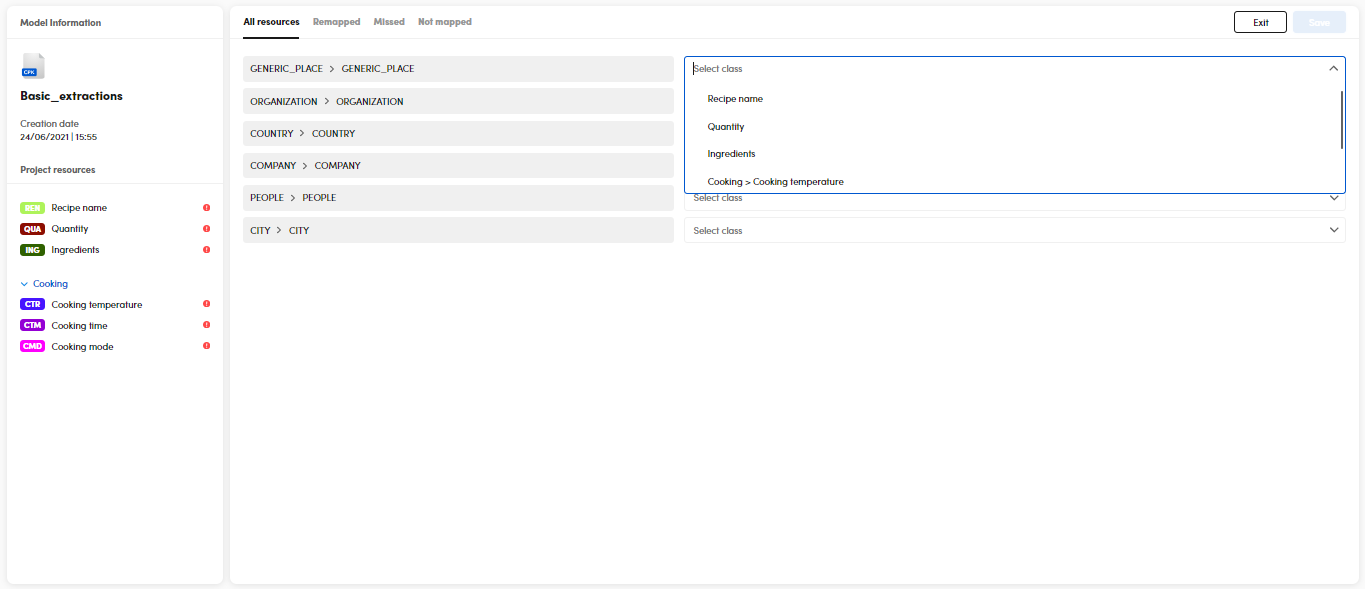 Model Information
CPK
Basic_extractions
Creation date
24/06/2021 | 15:55
Project resources
REN Recipe name
QUA Quantity
ING Ingredients
Cooking
CTR Cooking temperature
CTM Cooking time
CMD Cooking mode
All resources Remapped Missed Not mapped
Exit Save
GENERIC_PLACE > GENERIC_PLACE
ORGANIZATION > ORGANIZATION
COUNTRY > COUNTRY
COMPANY > COMPANY
PEOPLE > PEOPLE
CITY > CITY
Select class
Recipe name
Quantity
Ingredients
Cooking > Cooking temperature
Select class
Select class